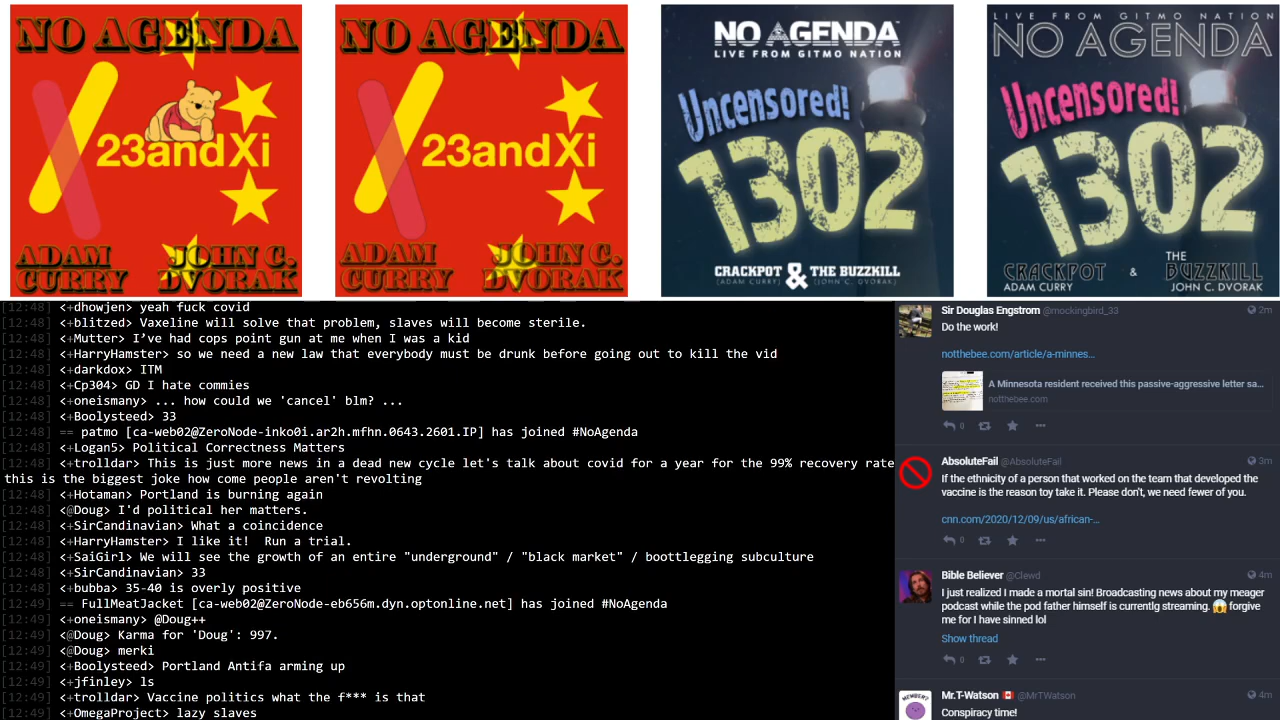 NO AGENDA
23andXi
ADAM CURRY
JOHN C. DVORAK
NO AGENDA
23andXi
ADAM CURRY
JOHN C. DVORAK
NO AGENDA™
LIVE FROM GITMO NATION
Uncensored!
1302
CRACKPOT & THE BUZZKILL
[ADAM CURRY] [JOHN C. DVORAK]
LIVE FROM GITMO NATION
NO AGENDA
Uncensored!
1302
CRACKPOT & THE BUZZKILL
ADAM CURRY JOHN C. DVORAK
[12:48] <+dhowjen> yeah fuck covid
[12:48] <+blitzed> Vaxeline will solve that problem, slaves will become sterile.
[12:48] <+Mutter> I’ve had cops point gun at me when I was a kid
[12:48] <+HarryHamster> so we need a new law that everybody must be drunk before going out to kill the vid
[12:48] <+darkdox> ITM
[12:48] <+Cp304> GD I hate commies
[12:48] <+oneismany> ... how could we 'cancel' blm? ...
[12:48] <+Boolysteed> 33
[12:48] == patmo [ca-web02@ZeroNode-inko0i.ar2h.mfhn.0643.2601.IP] has joined #NoAgenda
[12:48] <+Logan5> Political Correctness Matters
[12:48] <+trolldar> This is just more news in a dead new cycle let's talk about covid for a year for the 99% recovery rate
this is the biggest joke how come people aren't revolting
[12:48] <+Hotaman> Portland is burning again
[12:48] <@Doug> I'd political her matters.
[12:48] <+SirCandinavian> What a coincidence
[12:48] <+HarryHamster> I like it! Run a trial.
[12:48] <+SaiGirl> We will see the growth of an entire "underground" / "black market" / boottlegging subculture
[12:48] <+SirCandinavian> 33
[12:48] <+bubba> 35-40 is overly positive
[12:49] == FullMeatJacket [ca-web02@ZeroNode-eb656m.dyn.optonline.net] has joined #NoAgenda
[12:49] <+oneismany> @Doug++
[12:49] <@Doug> Karma for 'Doug': 997.
[12:49] <@Doug> merki
[12:49] <+Boolysteed> Portland Antifa arming up
[12:49] <+jfinley> ls
[12:49] <+trolldar> Vaccine politics what the f*** is that
[12:49] <+OmegaProject> lazy slaves
Sir Douglas Engstrom @mockingbird_33 2m
Do the work!
notthebee.com/article/a-minnes...
A Minnesota resident received this passive-aggressive letter sa...
notthebee.com
0
AbsoluteFail @AbsoluteFail 3m
If the ethnicity of a person that worked on the team that developed the
vaccine is the reason toy take it. Please don't, we need fewer of you.
cnn.com/2020/12/09/us/african-...
0
Bible Believer @Clewd 4m
I just realized I made a mortal sin! Broadcasting news about my meager
podcast while the pod father himself is currentlg streaming. 😱 forgive
me for I have sinned lol
Show thread
0
MEMBER?
Mr.T-Watson 🇨🇦 @MrTWatson 4m
Conspiracy time!